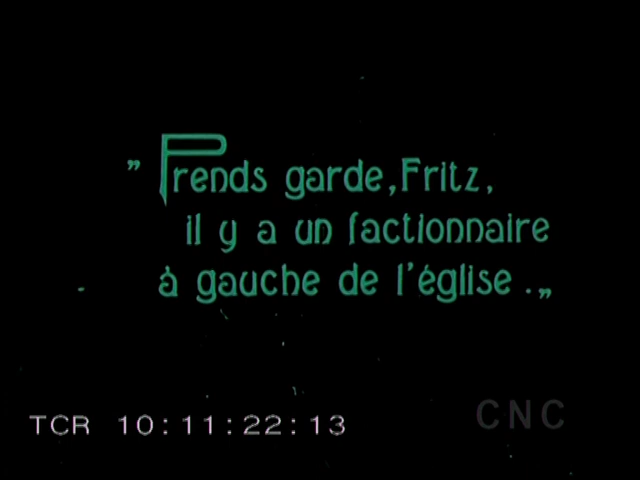 „ Prends garde, Fritz,
il y a un factionnaire
à gauche de l'église . „
TCR 10:11:22:13
CNC